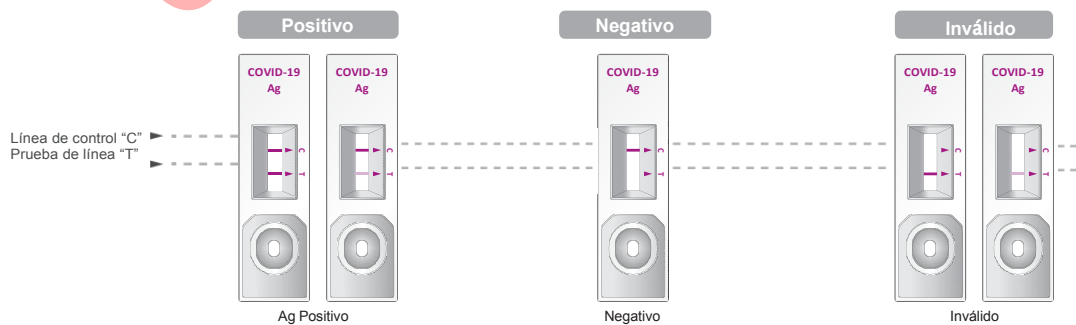 Positivo
Negativo
Inválido
COVID-19
Ag
COVID-19
Ag
COVID-19
Ag
COVID-19
Ag
COVID-19
Ag
Línea de control “C”
Prueba de línea “T”
C
T
C
T
C
T
C
T
C
T
Ag Positivo
Negativo
Inválido